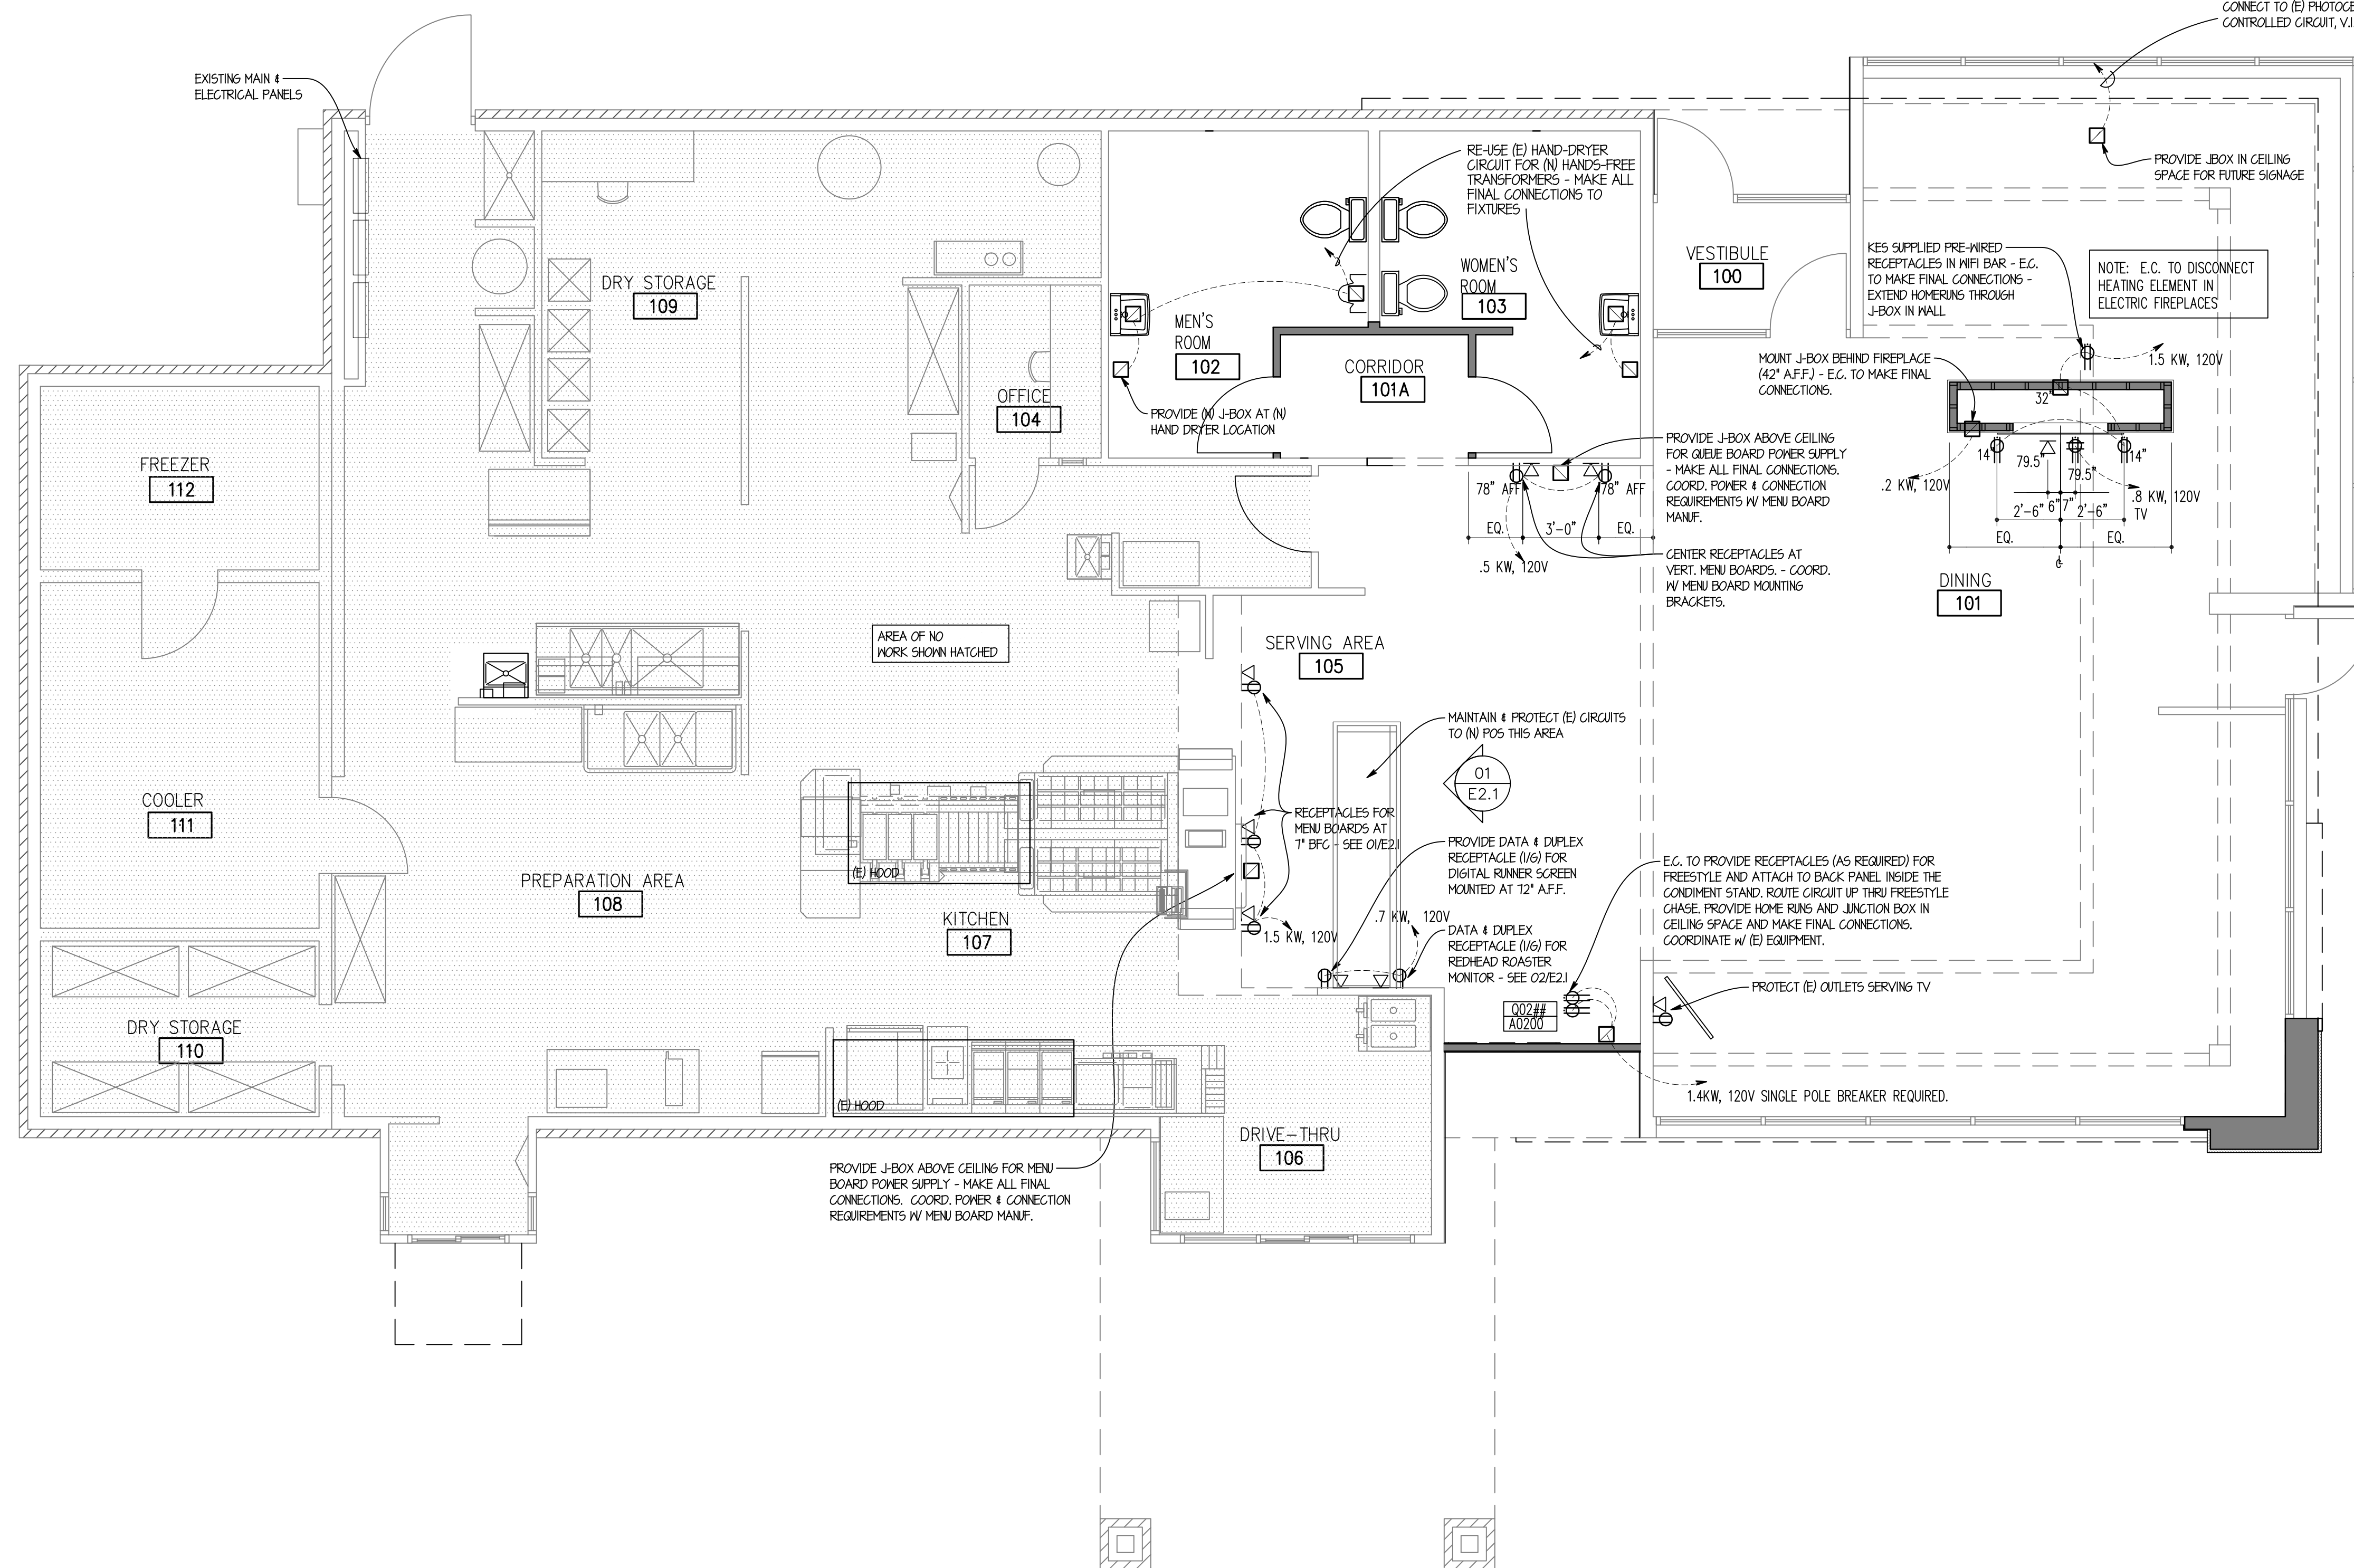 CONNECT TO (E)
CONTROLLED CIRCUIT,
EXISTING MAIN &
ELECTRICAL PANELS
RE-USE (E) HAND-DRYER
CIRCUIT FOR (N) HANDS-FREE
TRANSFORMERS - MAKE ALL
FINAL CONNECTIONS TO
FIXTURES
PROVIDE JBOX IN CEILING
SPACE FOR FUTURE SIGNAGE
DRY STORAGE
109
WOMEN'S
ROOM
103
VESTIBULE
100
KES SUPPLIED PRE-WIRED
RECEPTACLES IN WIFI BAR - E.C.
TO MAKE FINAL CONNECTIONS -
EXTEND HOMERUNS THROUGH
J-BOX IN WALL
NOTE: E.C. TO DISCONNECT
HEATING ELEMENT IN
ELECTRIC FIREPLACES
MEN'S
ROOM
102
CORRIDOR
101A
MOUNT J-BOX BEHIND FIREPLACE
(42" A.F.F.) - E.C. TO MAKE FINAL
CONNECTIONS.
1.5 KW, 120V
32"
OFFICE
104
PROVIDE (N) J-BOX AT (N)
HAND DRYER LOCATION
PROVIDE J-BOX ABOVE CEILING
FOR QUEUE BOARD POWER SUPPLY
- MAKE ALL FINAL CONNECTIONS.
COORD. POWER & CONNECTION
REQUIREMENTS W/ MENU BOARD
MANUF.
14"
79.5"
79.5"
14"
.2 KW, 120V
.8 KW, 120V
TV
2'-6"
6"
7"
2'-6"
EQ.
EQ.
FREEZER
112
78" AFF
78" AFF
EQ.
3'-0"
EQ.
.5 KW, 120V
CENTER RECEPTACLES AT
VERT. MENU BOARDS. - COORD.
W/ MENU BOARD MOUNTING
BRACKETS.
DINING
101
AREA OF NO
WORK SHOWN HATCHED
SERVING AREA
105
MAINTAIN & PROTECT (E) CIRCUITS
TO (N) POS THIS AREA
01
E2.1
COOLER
111
RECEPTACLES FOR
MENU BOARDS AT
7" BFC - SEE 01/E2.1
PROVIDE DATA & DUPLEX
RECEPTACLE (I/G) FOR
DIGITAL RUNNER SCREEN
MOUNTED AT 72" A.F.F.
(E) HOOD
PREPARATION AREA
108
KITCHEN
107
1.5 KW, 120V
.7 KW, 120V
DATA & DUPLEX
RECEPTACLE (I/G) FOR
REDHEAD ROASTER
MONITOR - SEE 02/E2.1
E.C. TO PROVIDE RECEPTACLES (AS REQUIRED) FOR
FREESTYLE AND ATTACH TO BACK PANEL INSIDE THE
CONDIMENT STAND. ROUTE CIRCUIT UP THRU FREESTYLE
CHASE. PROVIDE HOME RUNS AND JUNCTION BOX IN
CEILING SPACE AND MAKE FINAL CONNECTIONS.
COORDINATE W/ (E) EQUIPMENT.
PROTECT (E) OUTLETS SERVING TV
Q02##
A0200
DRY STORAGE
110
(E) HOOD
1.4KW, 120V SINGLE POLE BREAKER REQUIRED.
DRIVE-THRU
106
PROVIDE J-BOX ABOVE CEILING FOR MENU
BOARD POWER SUPPLY - MAKE ALL FINAL
CONNECTIONS. COORD. POWER & CONNECTION
REQUIREMENTS W/ MENU BOARD MANUF.